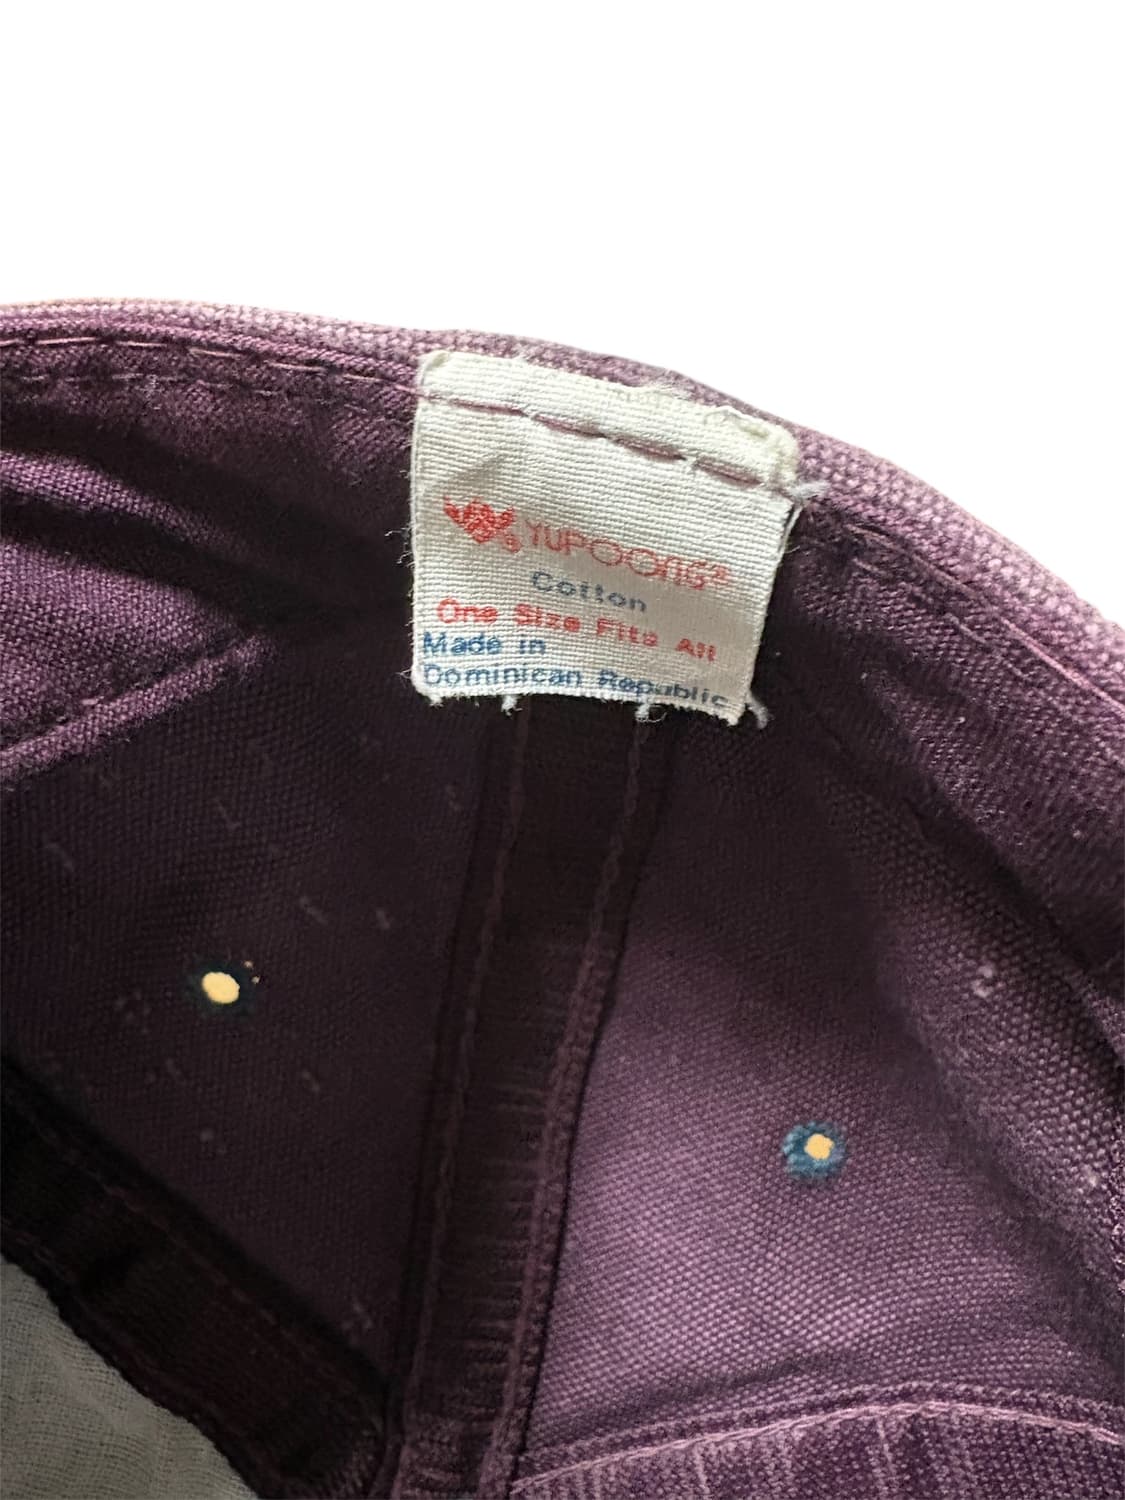 YUPOONG®
Cotton
One Size Fits All
Made in
Dominican Republic